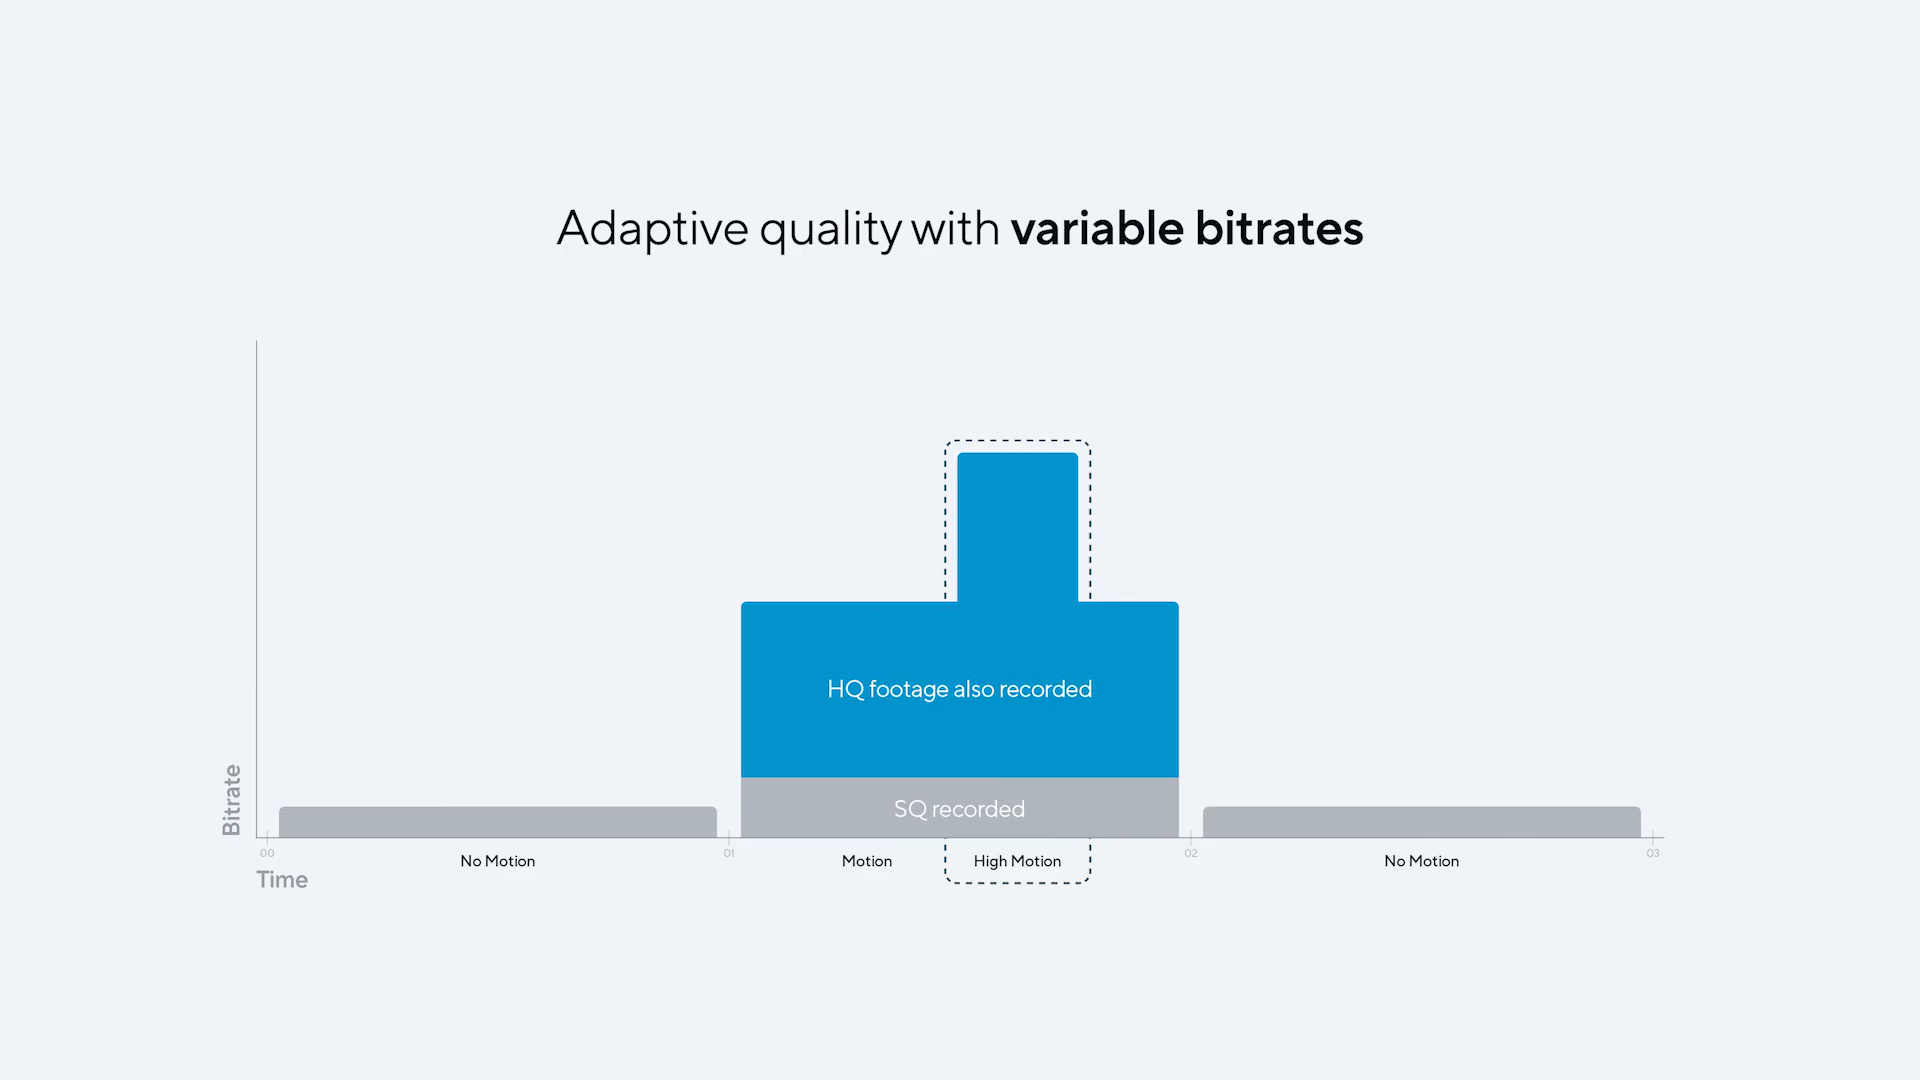 Adaptive quality with variable bitrates
HQ footage also recorded
SQ recorded
Bitrate
00
01
02
03
No Motion
Motion
High Motion
No Motion
Time